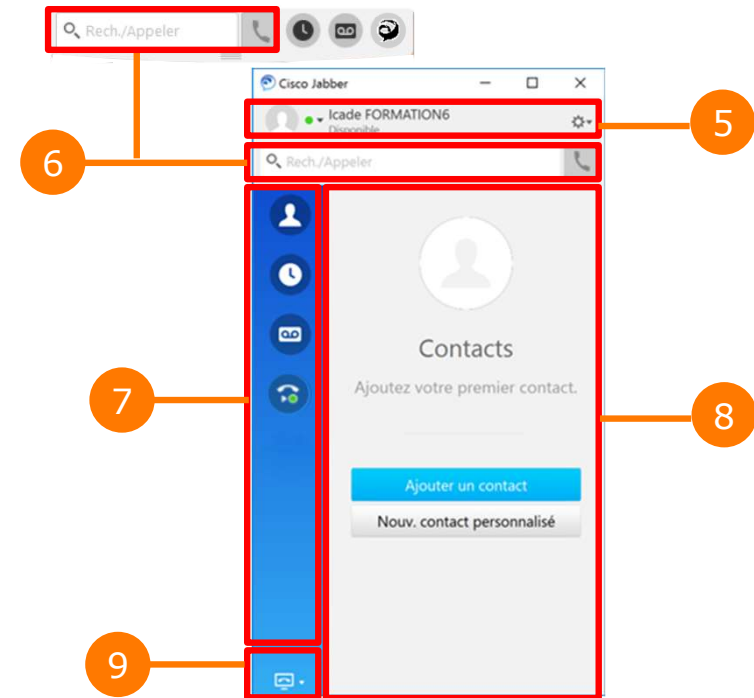 Rech./Appeler
Cisco Jabber
Icade FORMATION6
Disponible
5
6
Rech./Appeler
Contacts
Ajoutez votre premier contact.
7
8
Ajouter un contact
Nouv. contact personnalisé
9